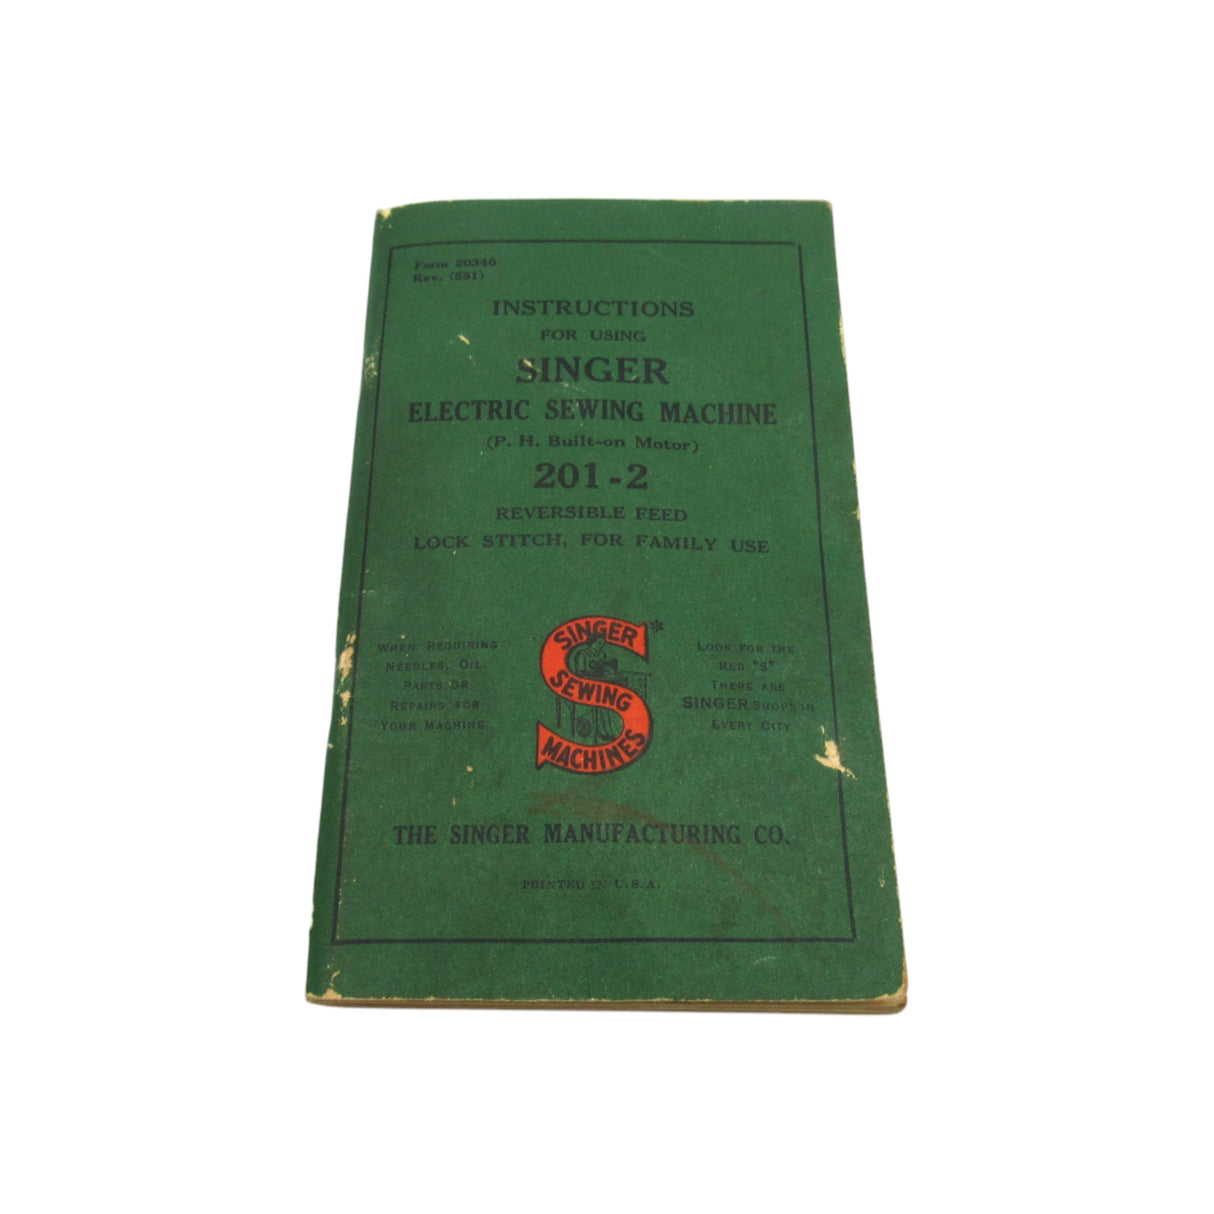 Form 20340
Rev. (551)
INSTRUCTIONS
FOR USING
SINGER
ELECTRIC SEWING MACHINE
(P. H. Built-on Motor)
201-2
REVERSIBLE FEED
LOCK STITCH, FOR FAMILY USE
WHEN REQUIRING
NEEDLES, OIL,
PARTS OR
REPAIRS FOR
YOUR MACHINE
SINGER
SEWING
MACHINES
*
LOOK FOR THE
RED "S"
THERE ARE
SINGER SHOPS IN
EVERY CITY
THE SINGER MANUFACTURING CO.
PRINTED IN U.S.A.